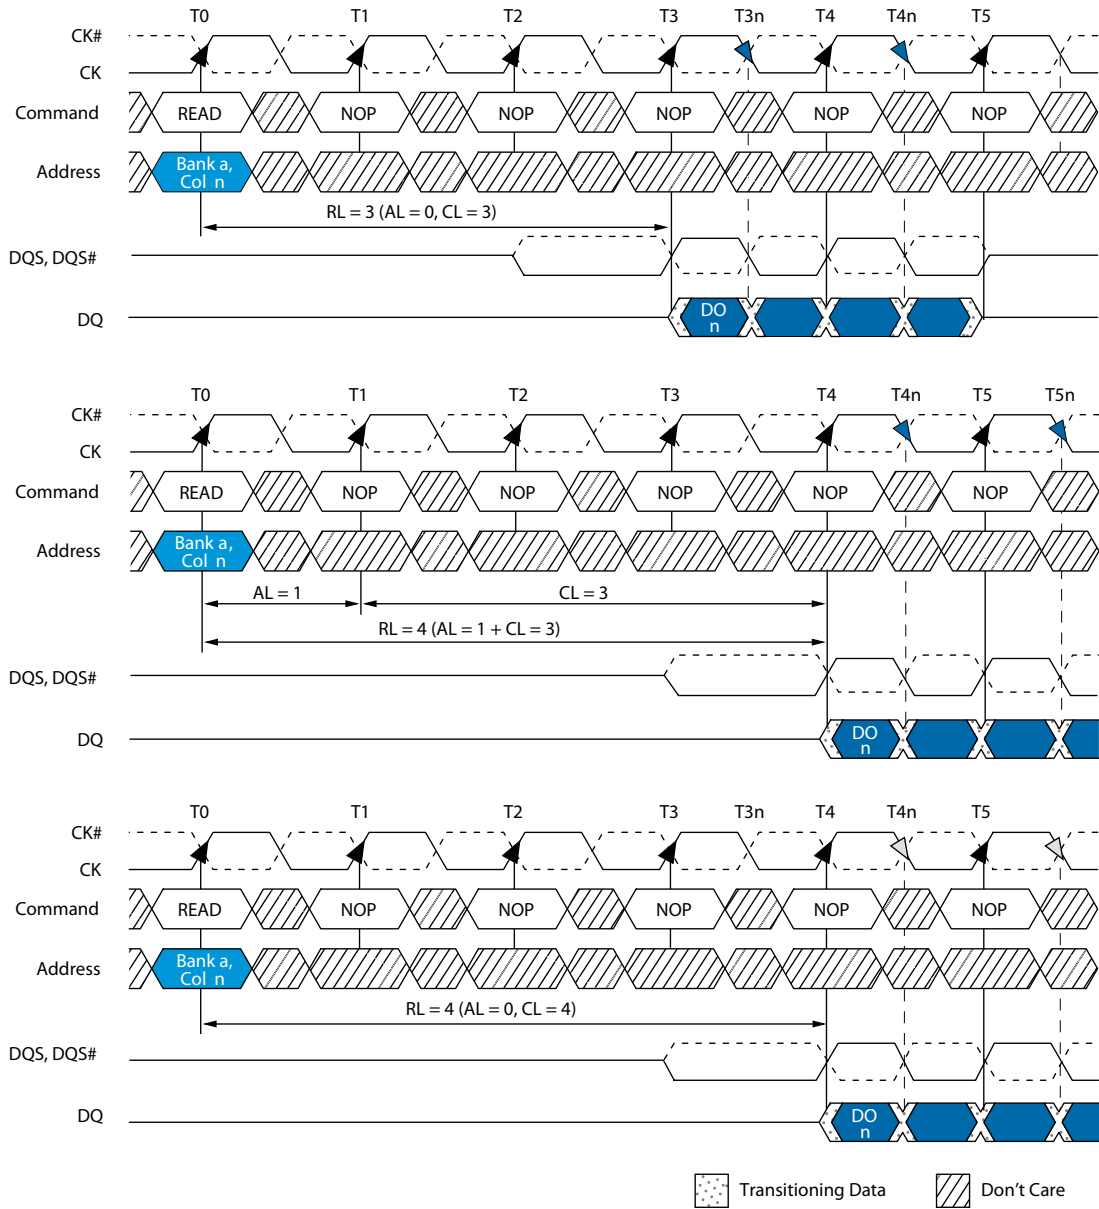 T0 T1 T2 T3 T3n T4 T4n T5
CK#
CK
Command READ NOP NOP NOP NOP NOP
Address Bank a,
Col n
RL = 3 (AL = 0, CL = 3)
DQS, DQS#
DQ DO
n
T0 T1 T2 T3 T4 T4n T5 T5n
CK#
CK
Command READ NOP NOP NOP NOP NOP
Address Bank a,
Col n
AL = 1 CL = 3
RL = 4 (AL = 1 + CL = 3)
DQS, DQS#
DQ DO
n
T0 T1 T2 T3 T3n T4 T4n T5
CK#
CK
Command READ NOP NOP NOP NOP NOP
Address Bank a,
Col n
RL = 4 (AL = 0, CL = 4)
DQS, DQS#
DQ DO
n
Transitioning Data Don't Care